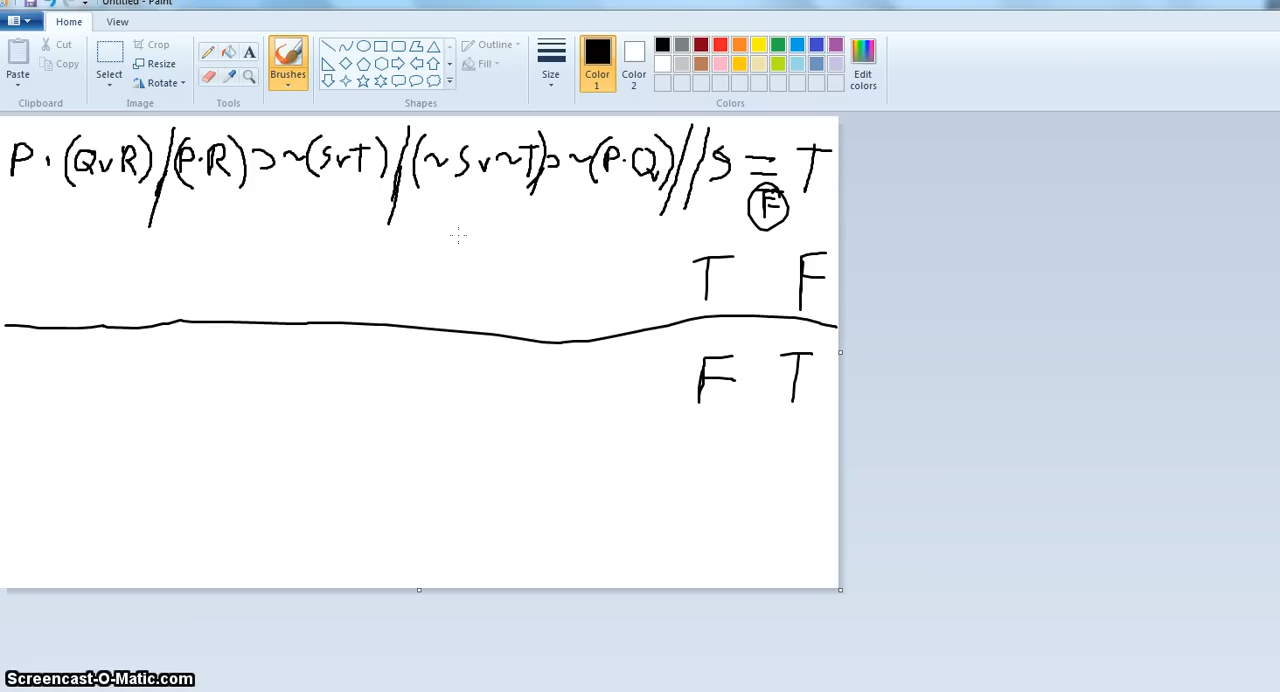 Untitled - Paint
Home View
Paste Cut Copy Select Crop Resize Rotate A Brushes Outline Fill Size Color 1 Color 2 Edit colors
Clipboard Image Tools Shapes Colors
P · (Q v R) / (P · R) ⊃ ~(S v T) / (~S v ~T) ⊃ ~(P · Q) // S ≡ T
F
T F
F T
Screencast-O-Matic.com